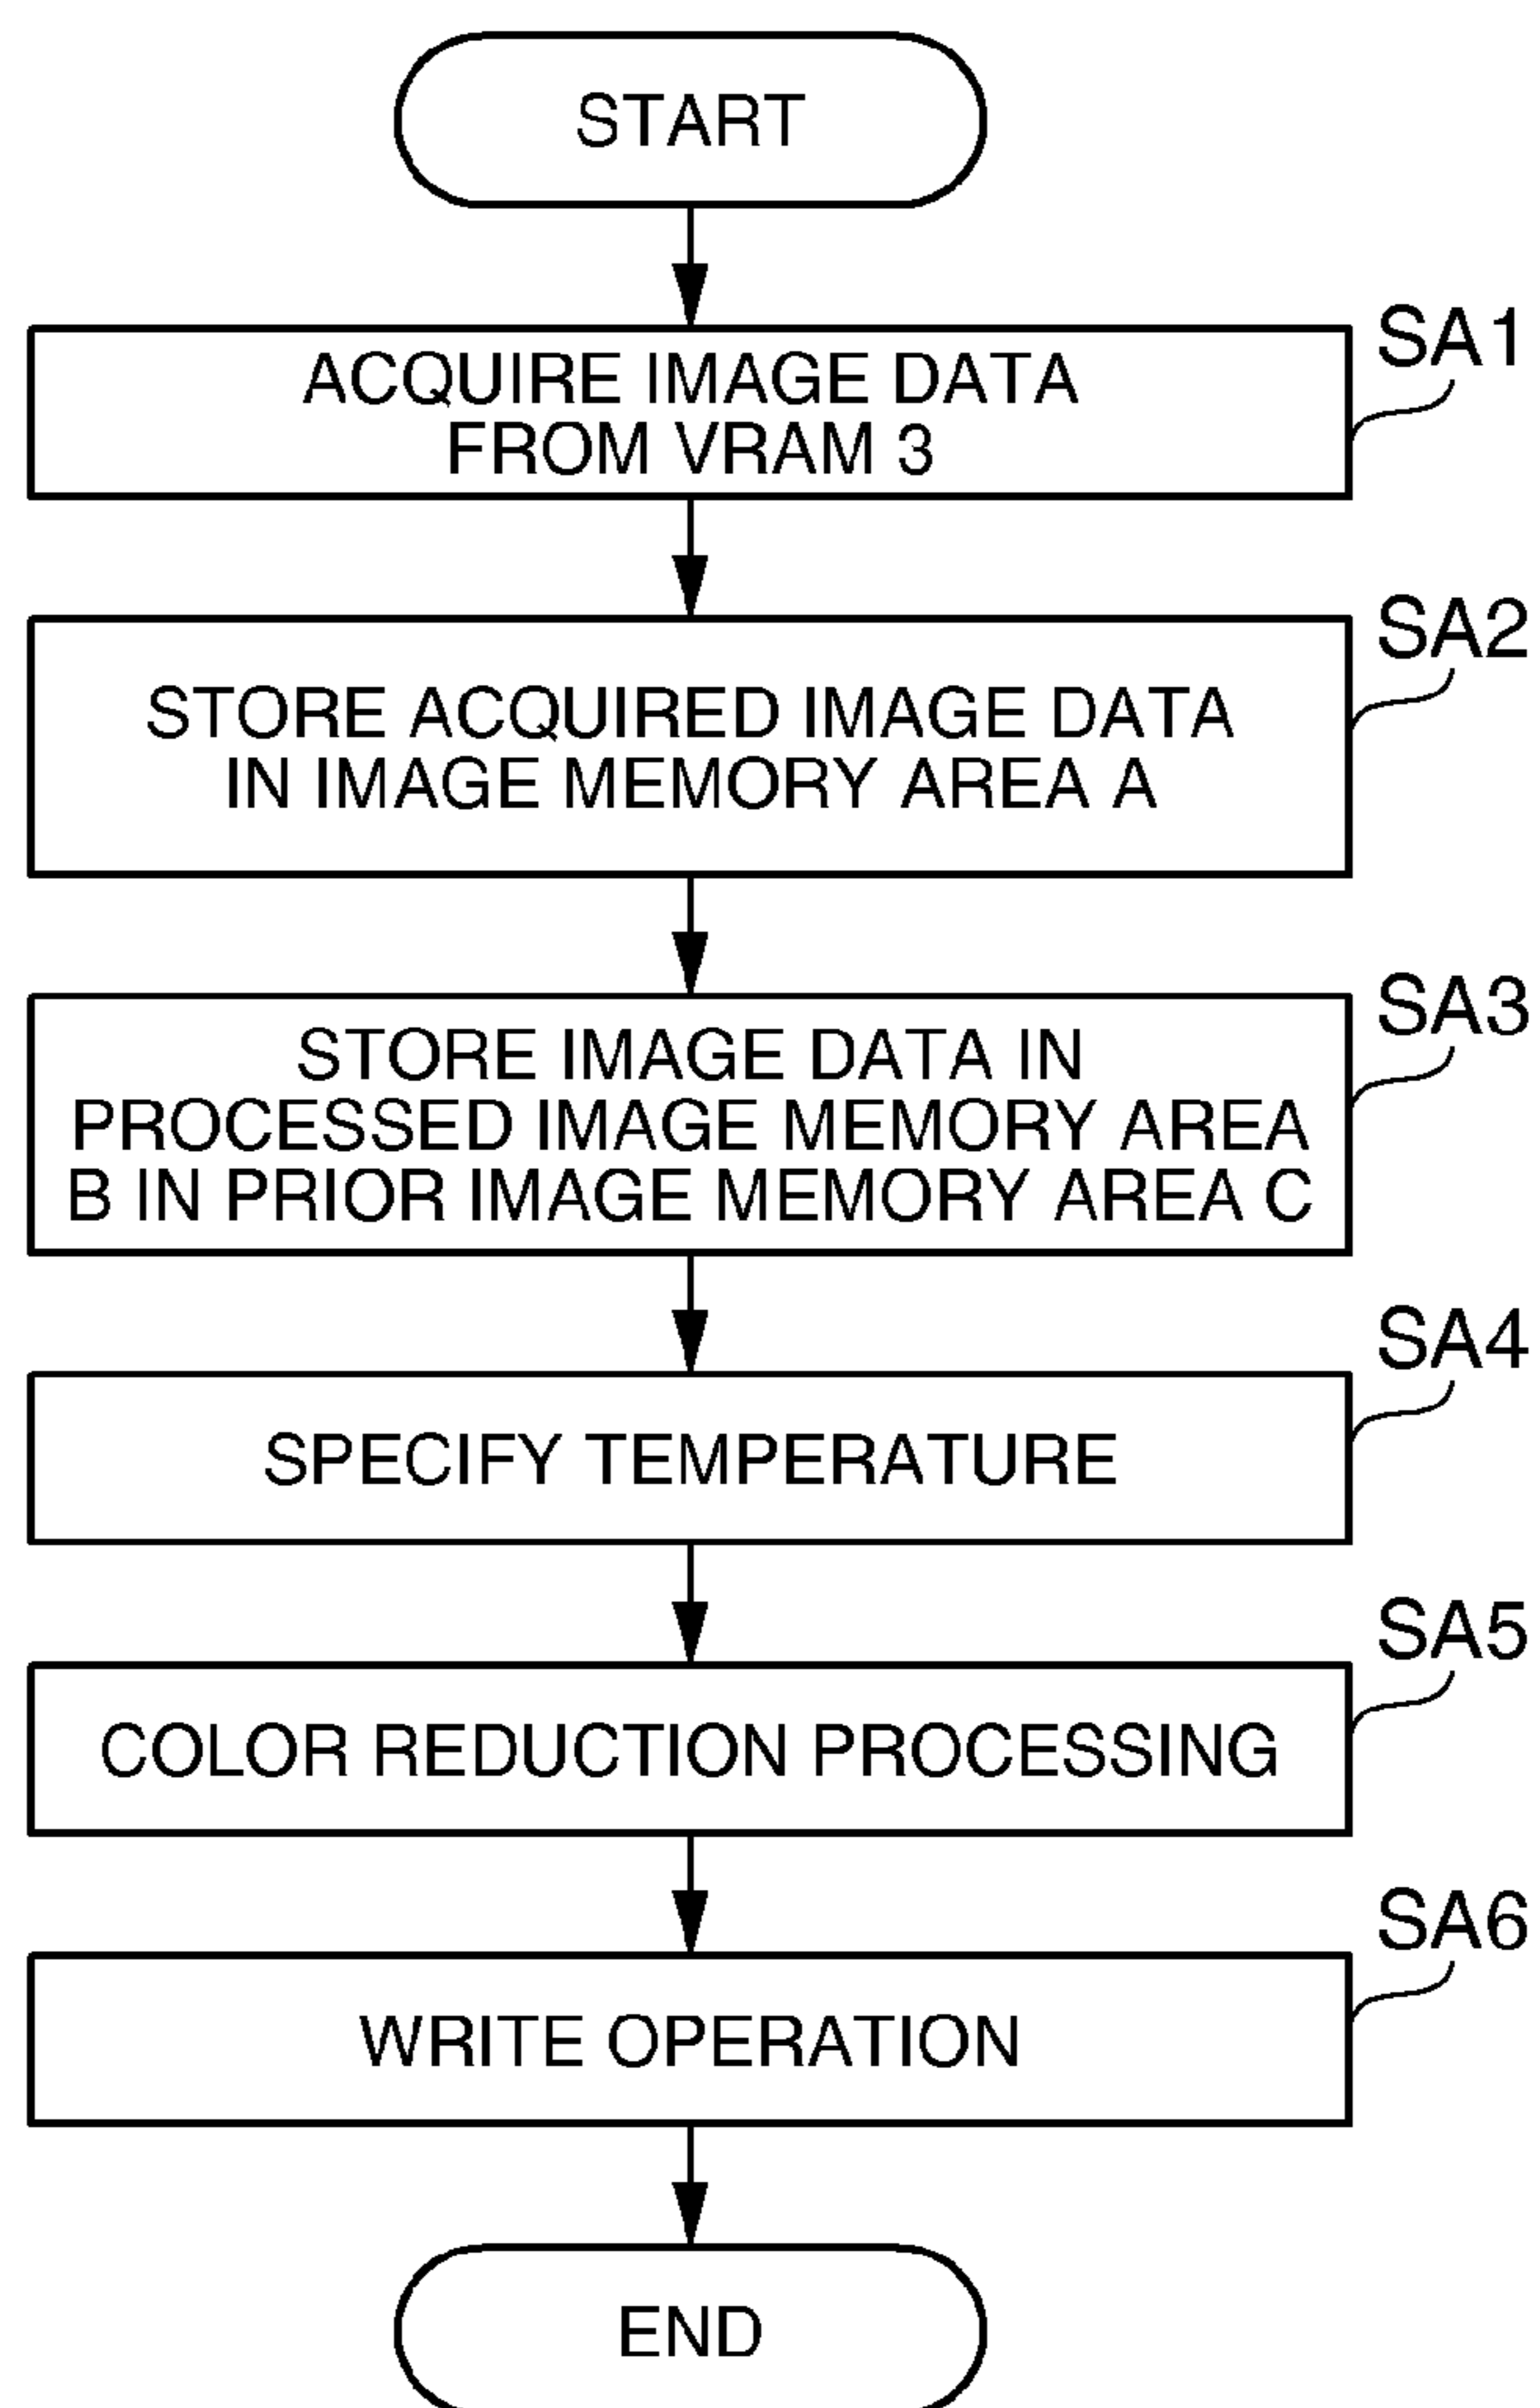 START
SA1
ACQUIRE IMAGE DATA
FROM VRAM 3
SA2
STORE ACQUIRED IMAGE DATA
IN IMAGE MEMORY AREA A
SA3
STORE IMAGE DATA IN
PROCESSED IMAGE MEMORY AREA
B IN PRIOR IMAGE MEMORY AREA C
SA4
SPECIFY TEMPERATURE
SA5
COLOR REDUCTION PROCESSING
SA6
WRITE OPERATION
END